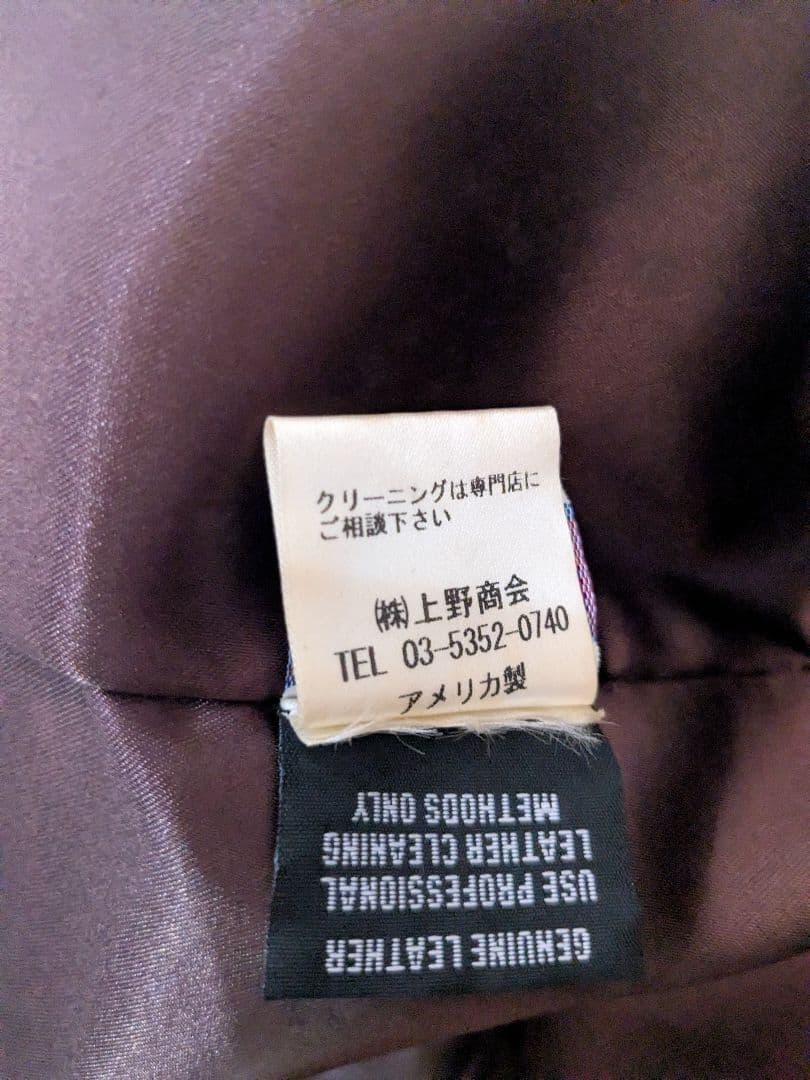 クリーニングは専門店に
ご相談下さい
㈱上野商会
TEL 03-5352-0740
アメリカ製
GENUINE LEATHER
USE PROFESSIONAL
LEATHER CLEANING
METHODS ONLY